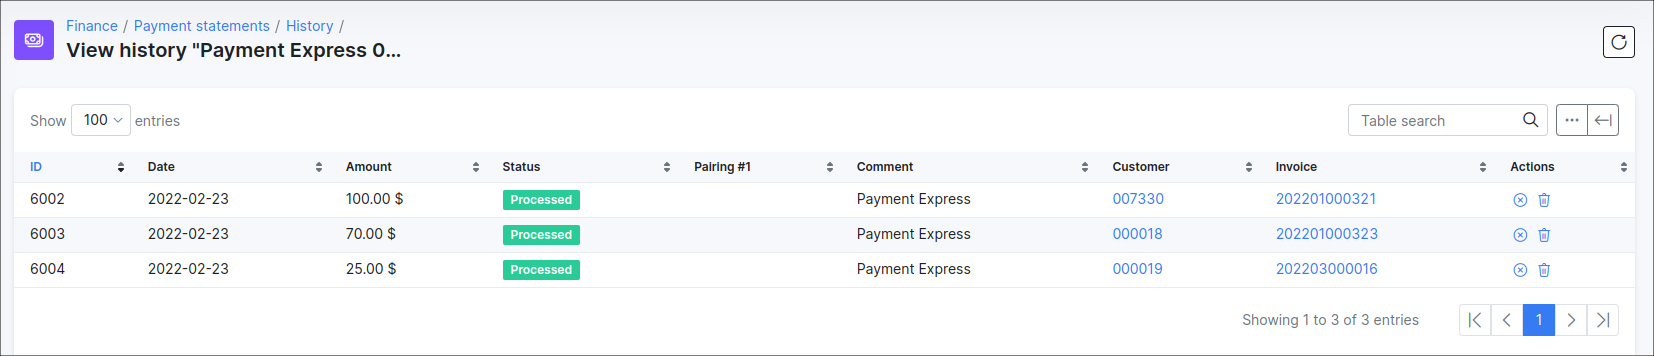 Finance / Payment statements / History /
View history "Payment Express 0...
Show 100 entries
Table search
ID Date Amount Status Pairing #1 Comment Customer Invoice Actions
6002 2022-02-23 100.00 $ Processed Payment Express 007330 202201000321
6003 2022-02-23 70.00 $ Processed Payment Express 000018 202201000323
6004 2022-02-23 25.00 $ Processed Payment Express 000019 202203000016
Showing 1 to 3 of 3 entries 1